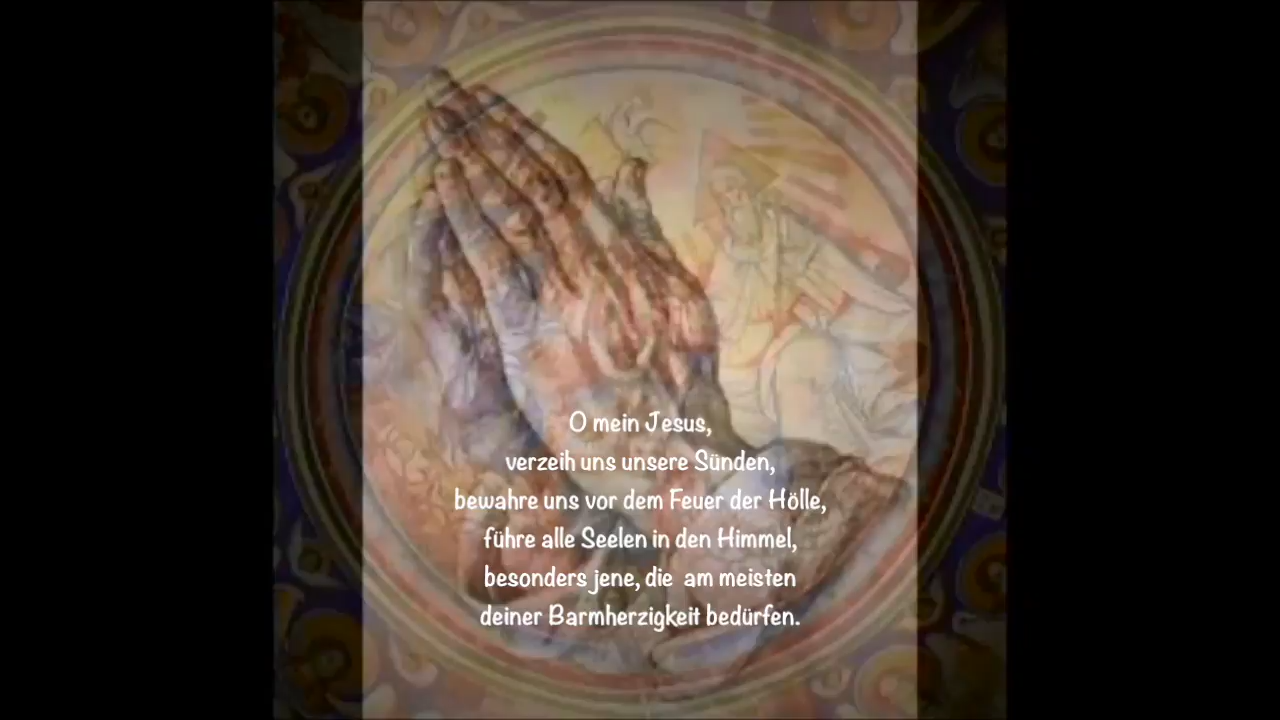 O mein Jesus,
verzeih uns unsere Sünden,
bewahre uns vor dem Feuer der Hölle,
führe alle Seelen in den Himmel,
besonders jene, die am meisten
deiner Barmherzigkeit bedürfen.